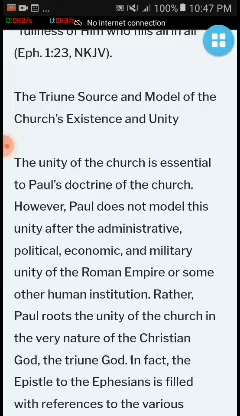 100% 10:47 PM
U:0KB/s D:0KB/s No internet connection
"fullness of Him who fills all in all"
(Eph. 1:23, NKJV).
The Triune Source and Model of the
Church's Existence and Unity
The unity of the church is essential
to Paul's doctrine of the church.
However, Paul does not model this
unity after the administrative,
political, economic, and military
unity of the Roman Empire or some
other human institution. Rather,
Paul roots the unity of the church in
the very nature of the Christian
God, the triune God. In fact, the
Epistle to the Ephesians is filled
with references to the various